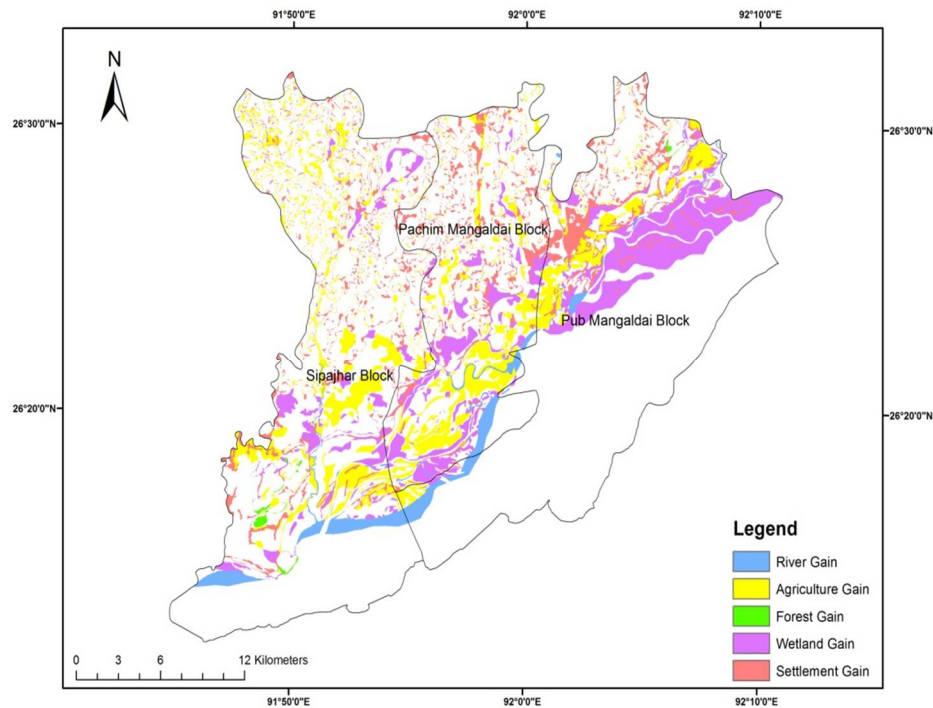 91°50'0"E 92°0'0"E 92°10'0"E
N
26°30'0"N 26°30'0"N
Pachim Mangaldai Block
Pub Mangaldai Block
Sipajhar Block
26°20'0"N 26°20'0"N
Legend
River Gain
Agriculture Gain
Forest Gain
Wetland Gain
Settlement Gain
0 3 6 12 Kilometers
91°50'0"E 92°0'0"E 92°10'0"E